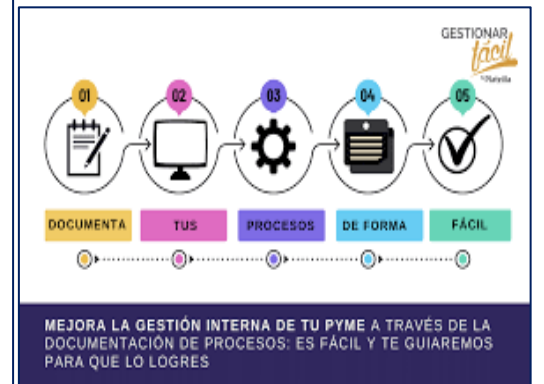 GESTIONAR
fácil
by Platzilla
01
02
03
04
05
DOCUMENTA
TUS
PROCESOS
DE FORMA
FÁCIL
MEJORA LA GESTIÓN INTERNA DE TU PYME A TRAVÉS DE LA
DOCUMENTACIÓN DE PROCESOS: ES FÁCIL Y TE GUIAREMOS
PARA QUE LO LOGRES